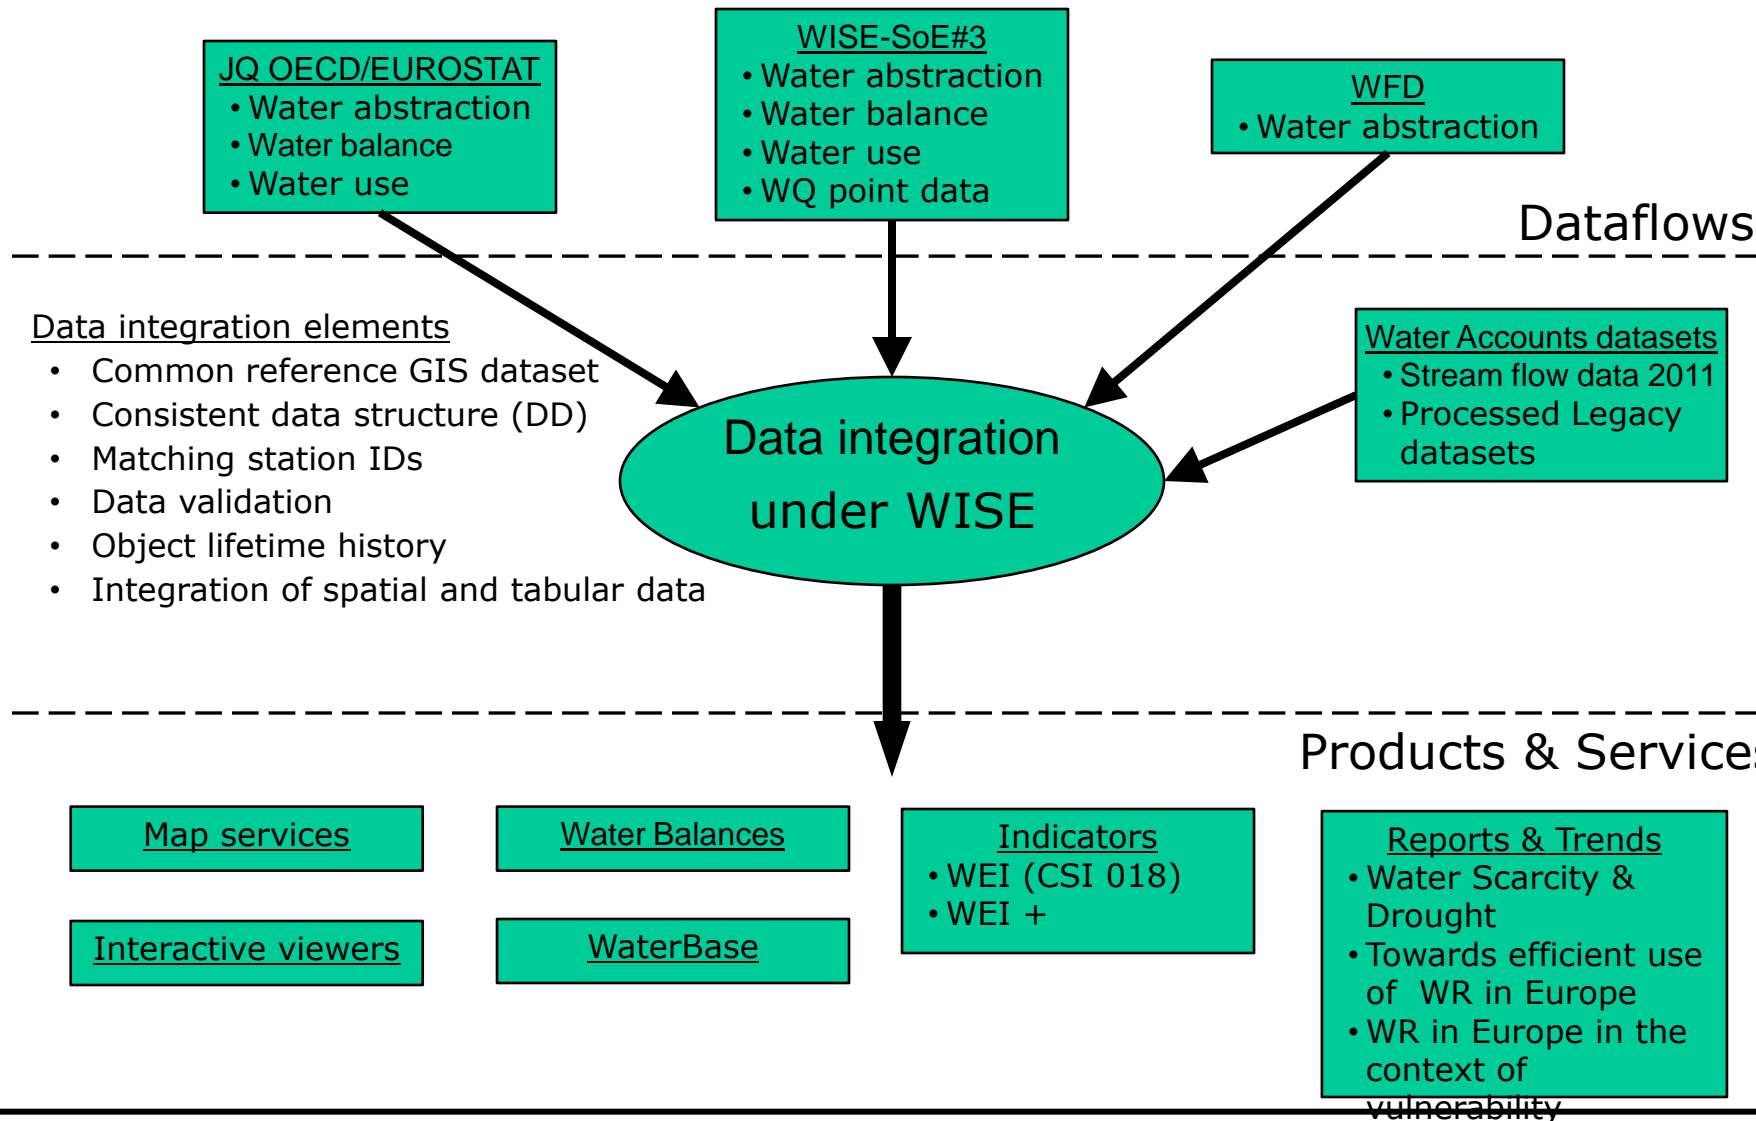 JQ OECD/EUROSTAT
• Water abstraction
• Water balance
• Water use
WISE-SoE#3
• Water abstraction
• Water balance
• Water use
• WQ point data
WFD
• Water abstraction
Dataflows
Data integration elements
• Common reference GIS dataset
• Consistent data structure (DD)
• Matching station IDs
• Data validation
• Object lifetime history
• Integration of spatial and tabular data
Data integration
under WISE
Water Accounts datasets
• Stream flow data 2011
• Processed Legacy
datasets
Products & Services
Map services
Interactive viewers
Water Balances
WaterBase
Indicators
• WEI (CSI 018)
• WEI +
Reports & Trends
• Water Scarcity &
Drought
• Towards efficient use
of WR in Europe
• WR in Europe in the
context of
vulnerability